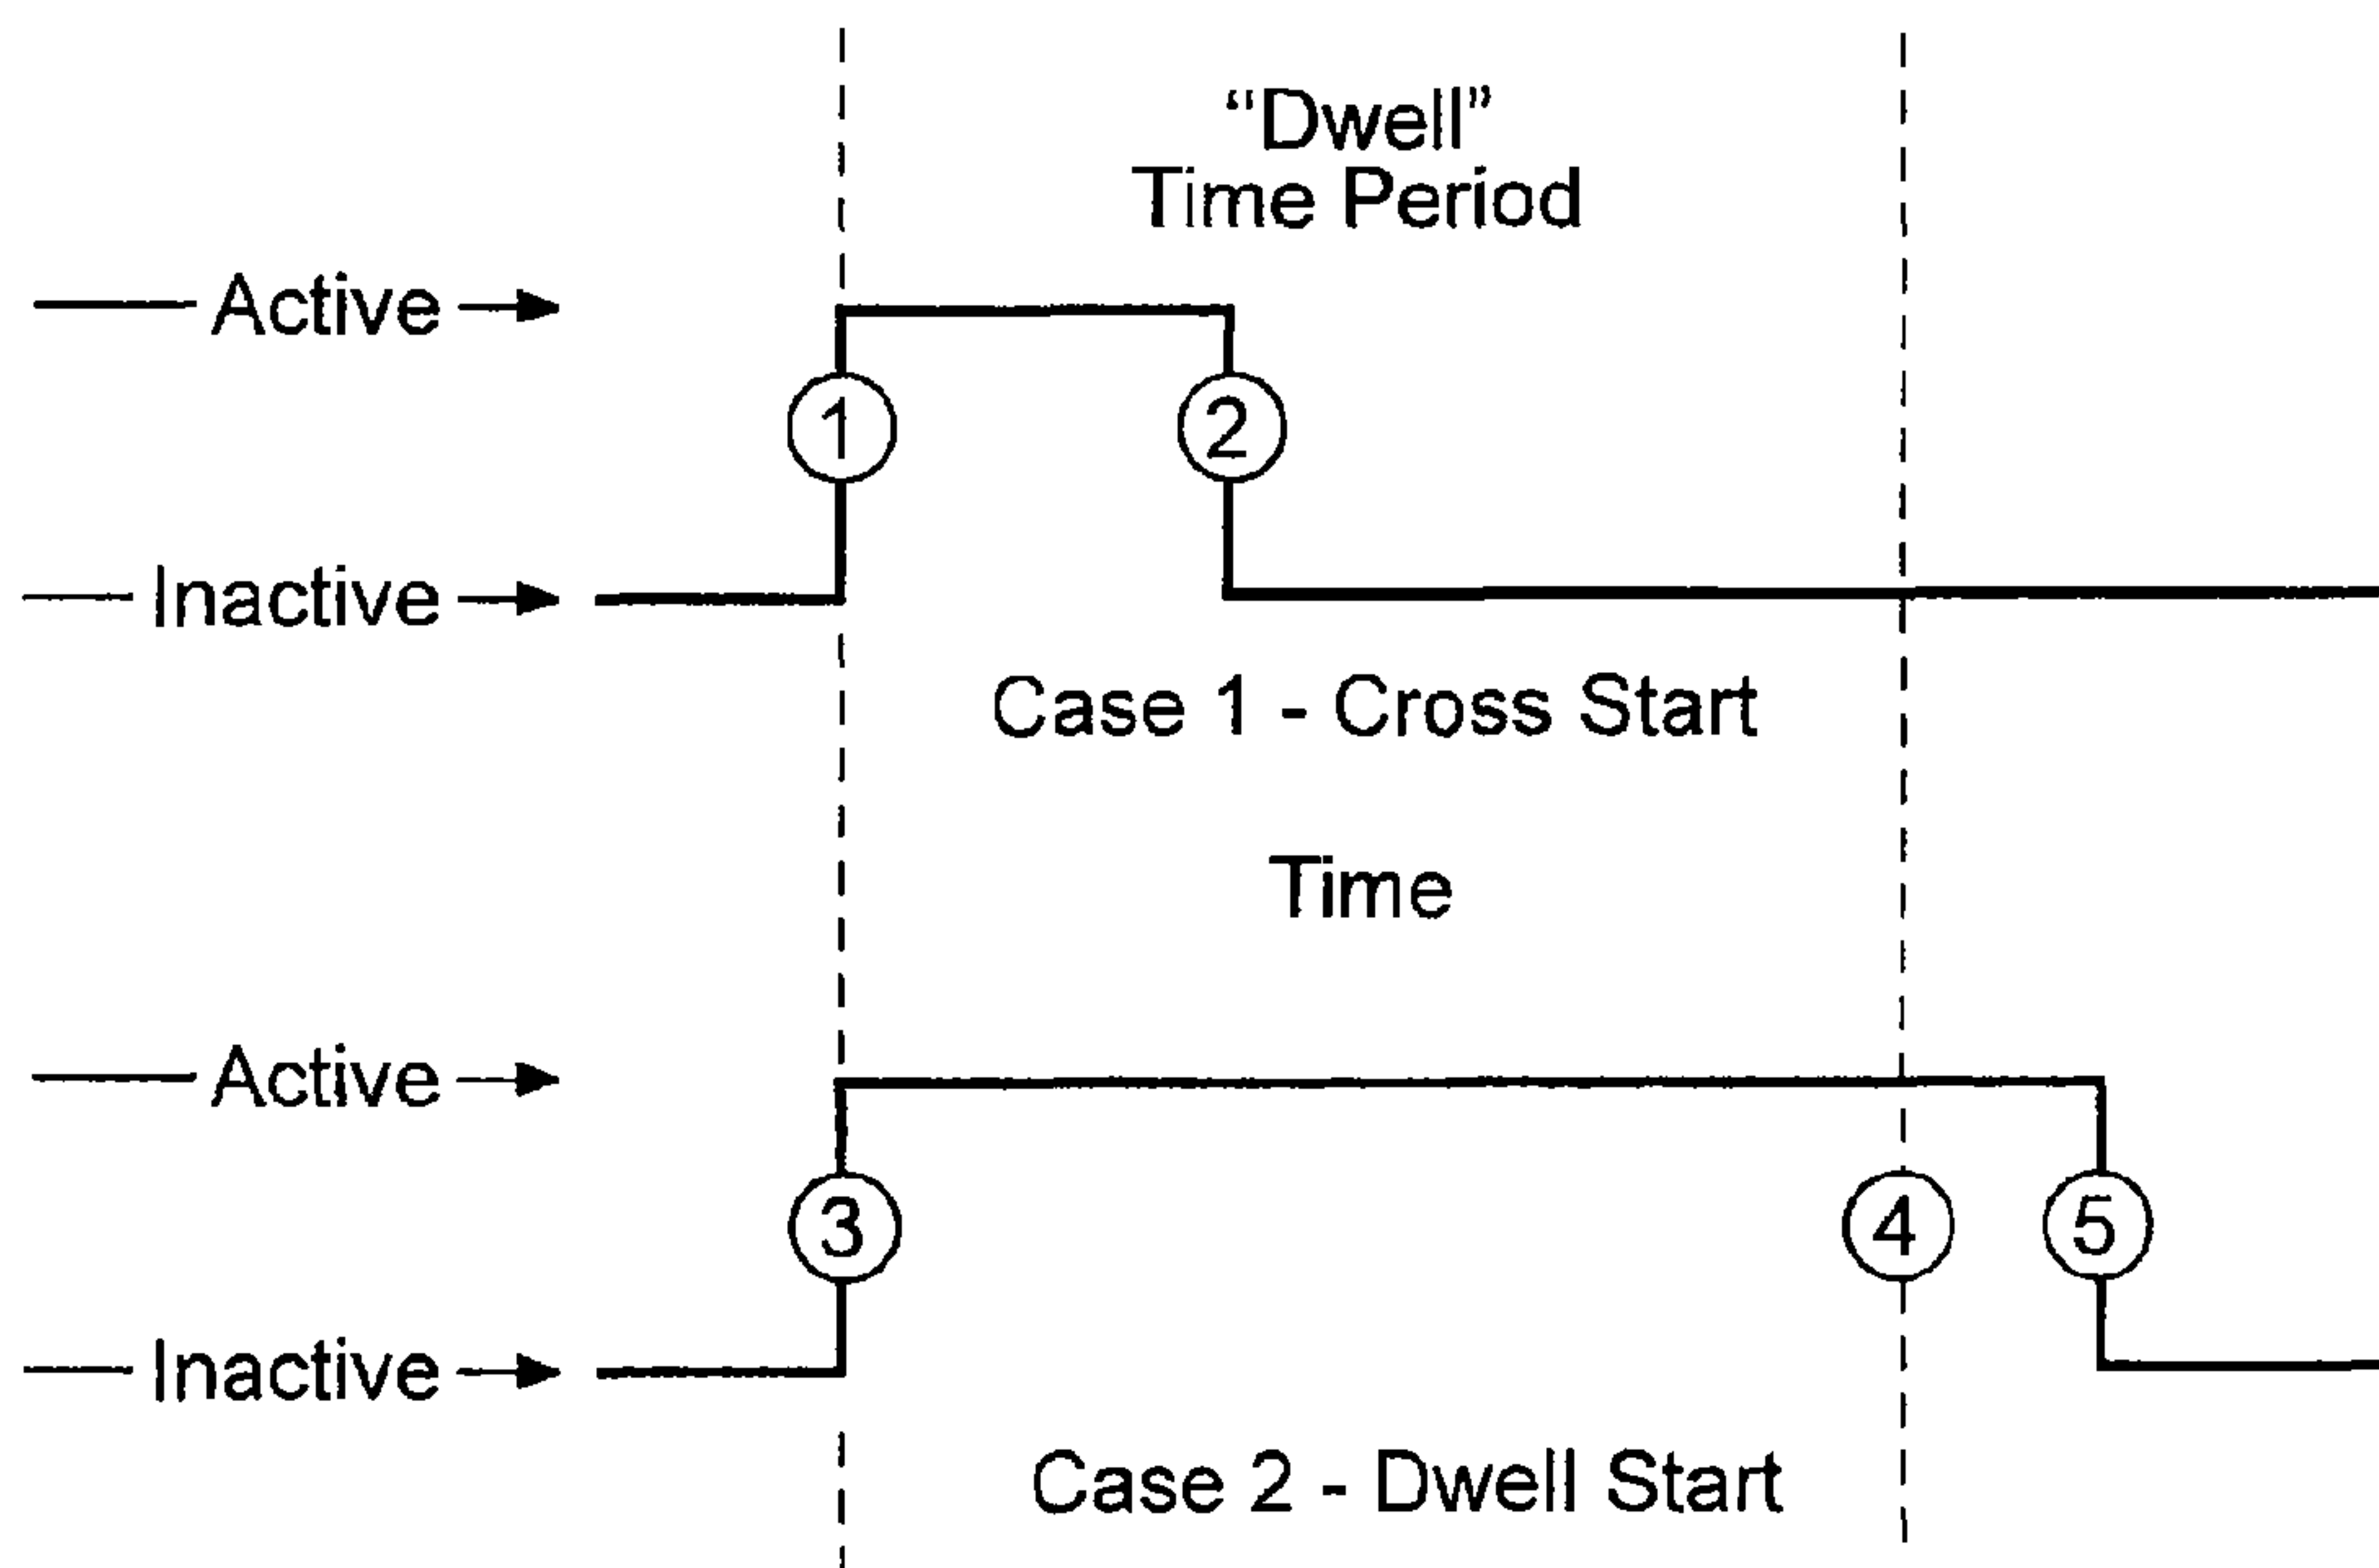 “Dwell”
Time Period
Active
1
2
Inactive
Case 1 - Cross Start
Time
Active
3
4
5
Inactive
Case 2 - Dwell Start